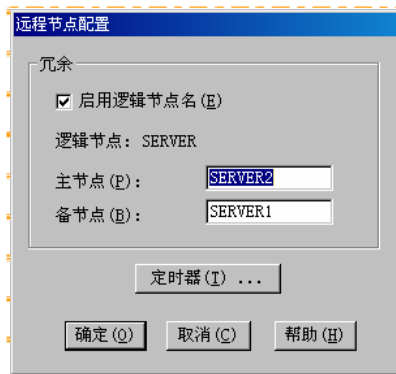 远程节点配置
冗余
启用逻辑节点名(E)
逻辑节点: SERVER
主节点(P): SERVER2
备节点(B): SERVER1
定时器(T) ...
确定(O) 取消(C) 帮助(H)